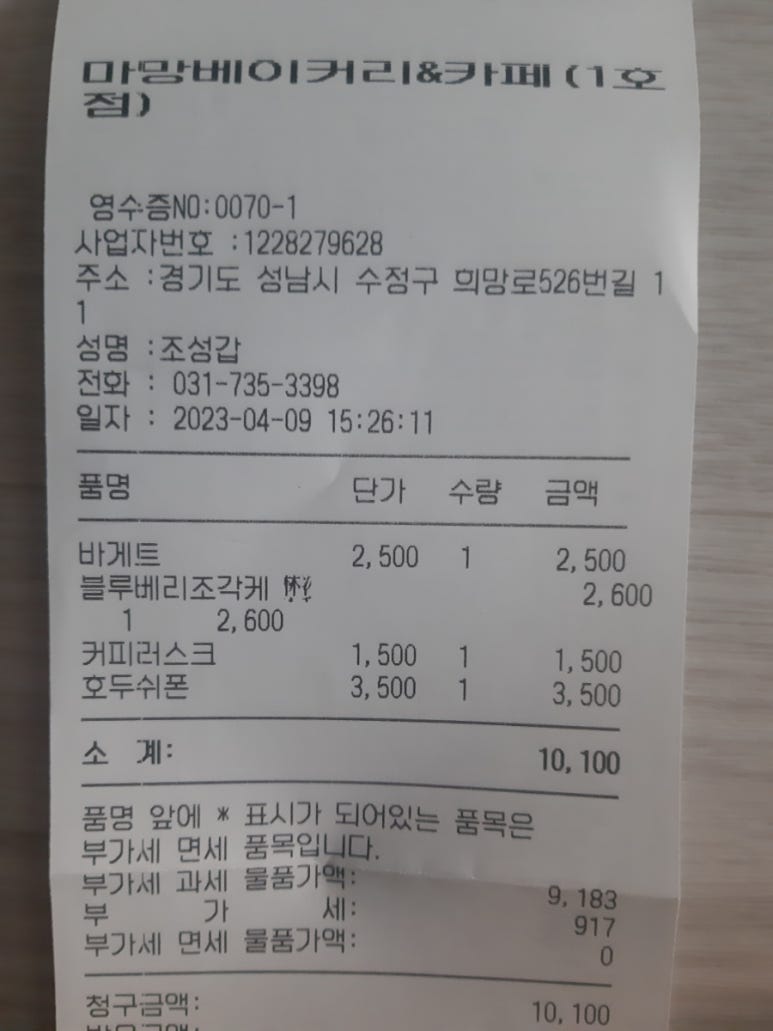 마망베이커리&카페(1호
점)
영수증NO:0070-1
사업자번호 :1228279628
주소 :경기도 성남시 수정구 희망로526번길 1
1
성명 :조성갑
전화 : 031-735-3398
일자 : 2023-04-09 15:26:11
품명 단가 수량 금액
바게트 2,500 1 2,500
블루베리조각케 2,600
1 2,600
커피러스크 1,500 1 1,500
호두쉬폰 3,500 1 3,500
소 계: 10,100
품명 앞에 * 표시가 되어있는 품목은
부가세 면세 품목입니다.
부가세 과세 물품가액: 9,183
부 가 세: 917
부가세 면세 물품가액: 0
청구금액: 10,100